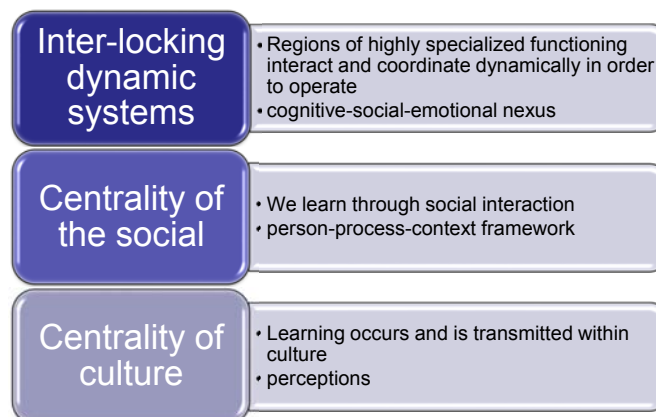 Inter-locking
dynamic
systems
• Regions of highly specialized functioning
interact and coordinate dynamically in order
to operate
• cognitive-social-emotional nexus
Centrality of
the social
• We learn through social interaction
• person-process-context framework
Centrality of
culture
• Learning occurs and is transmitted within
culture
• perceptions